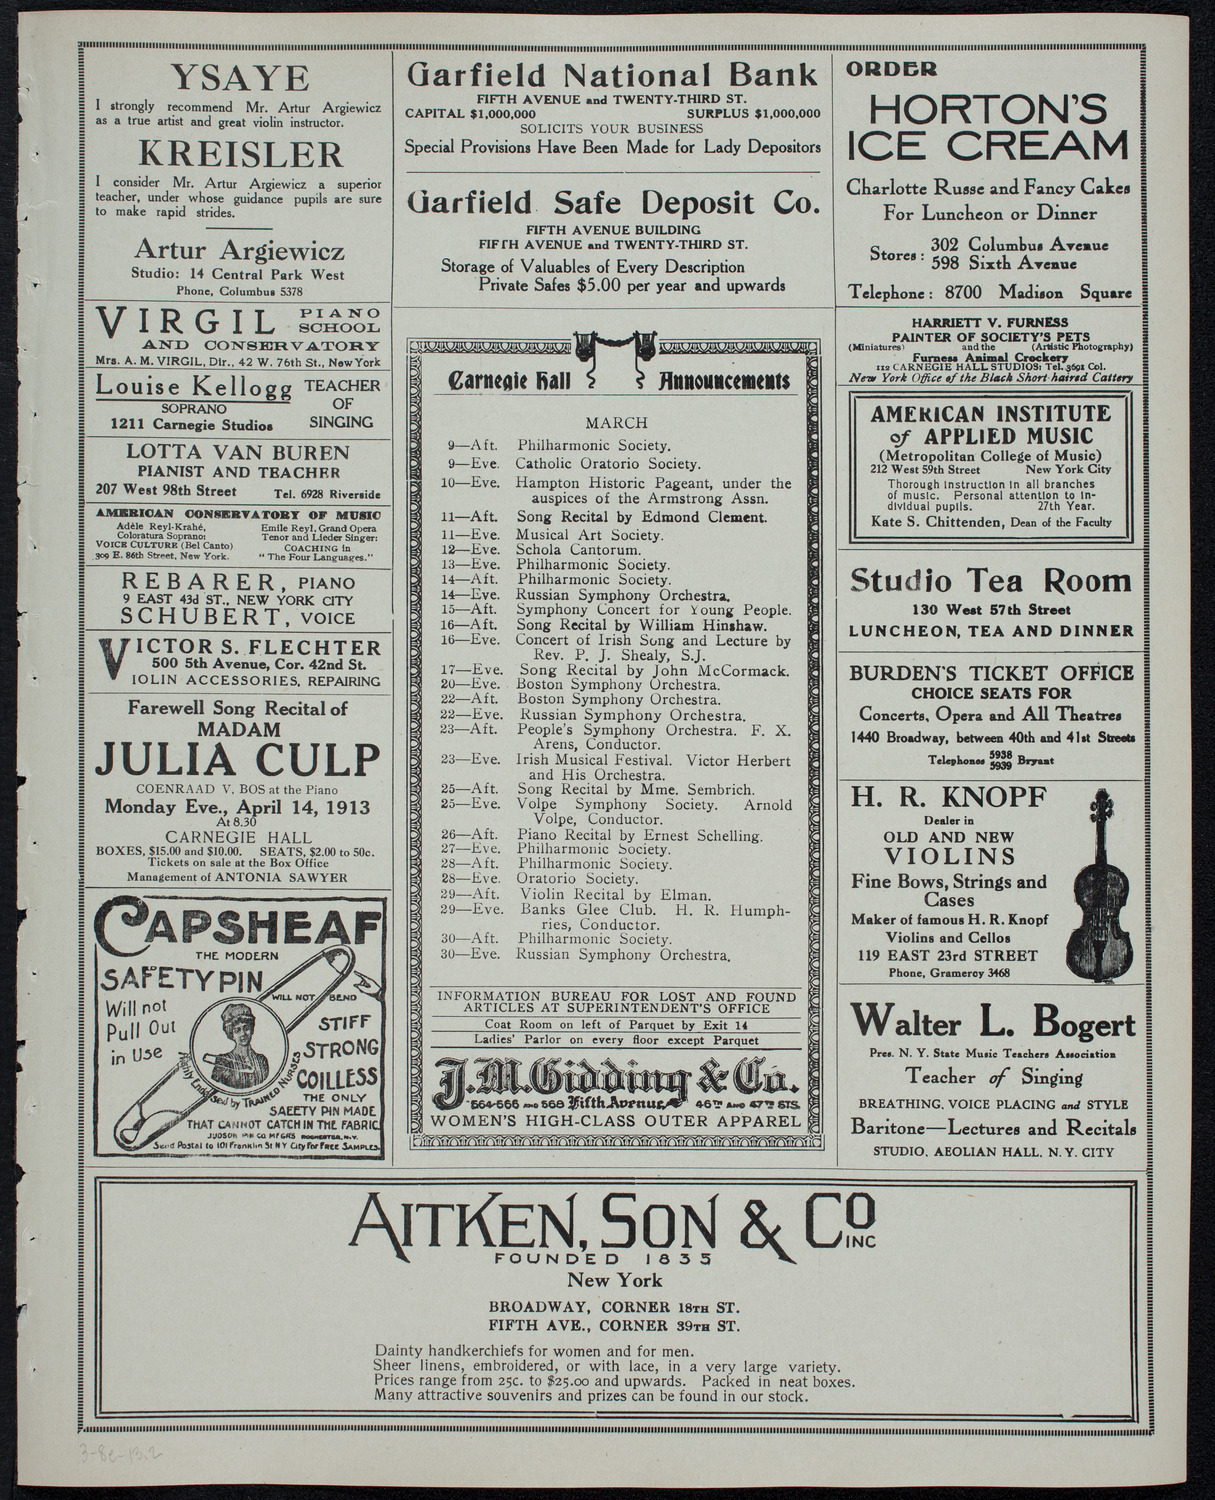 YSAYE
I strongly recommend Mr. Artur Argiewicz
as a true artist and great violin instructor.
KREISLER
I consider Mr. Artur Argiewicz a superior
teacher, under whose guidance pupils are sure
to make rapid strides.
Artur Argiewicz
Studio: 14 Central Park West
Phone, Columbus 5378
VIRGIL PIANO SCHOOL
AND CONSERVATORY
Mrs. A. M. VIRGIL, Dir., 42 W. 76th St., New York
Louise Kellogg
SOPRANO
1211 Carnegie Studios
TEACHER
OF
SINGING
LOTTA VAN BUREN
PIANIST AND TEACHER
207 West 98th Street Tel. 6928 Riverside
AMERICAN CONSERVATORY OF MUSIC
Adèle Reyl-Krahé,
Coloratura Soprano:
VOICE CULTURE (Bel Canto)
309 E. 86th Street, New York.
Emile Reyl, Grand Opera
Tenor and Lieder Singer:
COACHING in
"The Four Languages."
REBARER, PIANO
9 EAST 43d ST., NEW YORK CITY
SCHUBERT, VOICE
VICTOR S. FLECHTER
500 5th Avenue, Cor. 42nd St.
IOLIN ACCESSORIES, REPAIRING
Farewell Song Recital of
MADAM
JULIA CULP
COENRAAD V. BOS at the Piano
Monday Eve., April 14, 1913
At 8.30
CARNEGIE HALL
BOXES, $15.00 and $10.00. SEATS, $2.00 to 50c.
Tickets on sale at the Box Office
Management of ANTONIA SAWYER
CAPSHEAF
THE MODERN
SAFETY PIN
WILL NOT BEND
Will not
Pull Out
in Use
STIFF
STRONG
COILLESS
Highly Endorsed by TRAINED NURSES
THE ONLY
SAFETY PIN MADE
THAT CANNOT CATCH IN THE FABRIC
JUDSON PIN CO MFGRS ROCHESTER, N.Y.
Send Postal to 101 Franklin St N Y City For FREE SAMPLES
Garfield National Bank
FIFTH AVENUE and TWENTY-THIRD ST.
CAPITAL $1,000,000 SURPLUS $1,000,000
SOLICITS YOUR BUSINESS
Special Provisions Have Been Made for Lady Depositors
Garfield Safe Deposit Co.
FIFTH AVENUE BUILDING
FIFTH AVENUE and TWENTY-THIRD ST.
Storage of Valuables of Every Description
Private Safes $5.00 per year and upwards
Carnegie Hall Announcements
MARCH
9—Aft. Philharmonic Society.
9—Eve. Catholic Oratorio Society.
10—Eve. Hampton Historic Pageant, under the
auspices of the Armstrong Assn.
11—Aft. Song Recital by Edmond Clement.
11—Eve. Musical Art Society.
12—Eve. Schola Cantorum.
13—Eve. Philharmonic Society.
14—Aft. Philharmonic Society.
14—Eve. Russian Symphony Orchestra.
15—Aft. Symphony Concert for Young People.
16—Aft. Song Recital by William Hinshaw.
16—Eve. Concert of Irish Song and Lecture by
Rev. P. J. Shealy, S.J.
17—Eve. Song Recital by John McCormack.
20—Eve. Boston Symphony Orchestra.
22—Aft. Boston Symphony Orchestra.
22—Eve. Russian Symphony Orchestra.
23—Aft. People's Symphony Orchestra. F. X.
Arens, Conductor.
23—Eve. Irish Musical Festival. Victor Herbert
and His Orchestra.
25—Aft. Song Recital by Mme. Sembrich.
25—Eve. Volpe Symphony Society. Arnold
Volpe, Conductor.
26—Aft. Piano Recital by Ernest Schelling.
27—Eve. Philharmonic Society.
28—Aft. Philharmonic Society.
28—Eve. Oratorio Society.
29—Aft. Violin Recital by Elman.
29—Eve. Banks Glee Club. H. R. Humph-
ries, Conductor.
30—Aft. Philharmonic Society.
30—Eve. Russian Symphony Orchestra.
INFORMATION BUREAU FOR LOST AND FOUND
ARTICLES AT SUPERINTENDENT'S OFFICE
Coat Room on left of Parquet by Exit 14
Ladies' Parlor on every floor except Parquet
J. M. Gidding & Co.
564-566 AND 568 Fifth Avenue 46TH AND 47TH STS.
WOMEN'S HIGH-CLASS OUTER APPAREL
ORDER
HORTON'S
ICE CREAM
Charlotte Russe and Fancy Cakes
For Luncheon or Dinner
Stores: 302 Columbus Avenue
598 Sixth Avenue
Telephone: 8700 Madison Square
HARRIETT V. FURNESS
PAINTER OF SOCIETY'S PETS
(Miniatures) and the (Artistic Photography)
Furness Animal Crockery
112 CARNEGIE HALL STUDIOS: Tel. 3691 Col.
New York Office of the Black Short-haired Cattery
AMERICAN INSTITUTE
of APPLIED MUSIC
(Metropolitan College of Music)
212 West 59th Street New York City
Thorough instruction in all branches
of music. Personal attention to in-
dividual pupils. 27th Year.
Kate S. Chittenden, Dean of the Faculty
Studio Tea Room
130 West 57th Street
LUNCHEON, TEA AND DINNER
BURDEN'S TICKET OFFICE
CHOICE SEATS FOR
Concerts, Opera and All Theatres
1440 Broadway, between 40th and 41st Streets
Telephones 5938 5939 Bryant
H. R. KNOPF
Dealer in
OLD AND NEW
VIOLINS
Fine Bows, Strings and
Cases
Maker of famous H. R. Knopf
Violins and Cellos
119 EAST 23rd STREET
Phone, Gramercy 3468
Walter L. Bogert
Pres. N. Y. State Music Teachers Association
Teacher of Singing
BREATHING, VOICE PLACING and STYLE
Baritone—Lectures and Recitals
STUDIO, AEOLIAN HALL, N. Y. CITY
AITKEN, SON & CO INC
FOUNDED 1835
New York
BROADWAY, CORNER 18TH ST.
FIFTH AVE., CORNER 39TH ST.
Dainty handkerchiefs for women and for men.
Sheer linens, embroidered, or with lace, in a very large variety.
Prices range from 25c. to $25.00 and upwards. Packed in neat boxes.
Many attractive souvenirs and prizes can be found in our stock.
3-8e-13.2